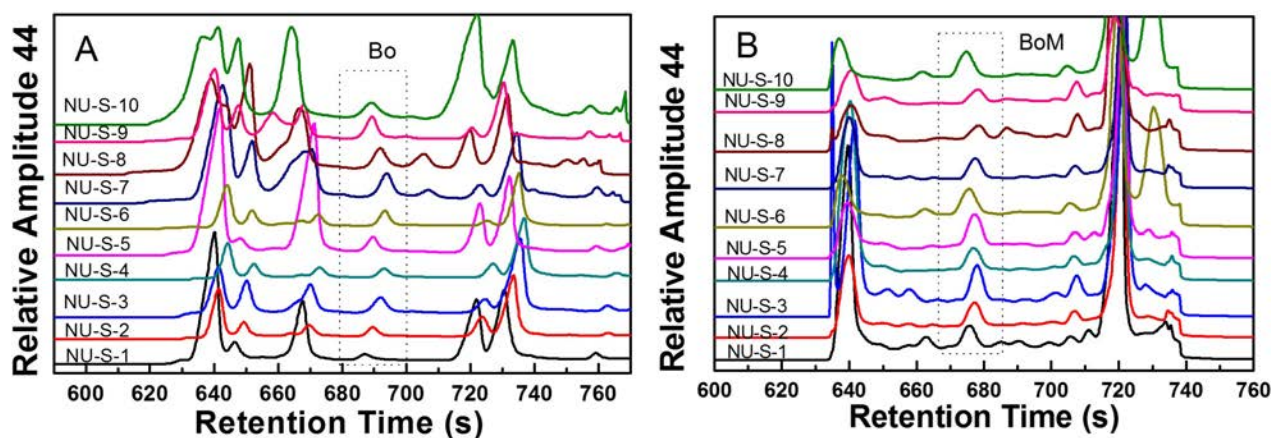 A
Bo
NU-S-10
NU-S-9
NU-S-8
NU-S-7
NU-S-6
NU-S-5
NU-S-4
NU-S-3
NU-S-2
NU-S-1
Relative Amplitude 44
600 620 640 660 680 700 720 740 760
Retention Time (s)
B
BoM
NU-S-10
NU-S-9
NU-S-8
NU-S-7
NU-S-6
NU-S-5
NU-S-4
NU-S-3
NU-S-2
NU-S-1
Relative Amplitude 44
600 620 640 660 680 700 720 740 760
Retention Time (s)